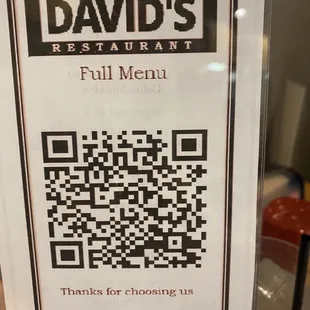 DAVID'S
RESTAURANT
Full Menu
Thanks for choosing us